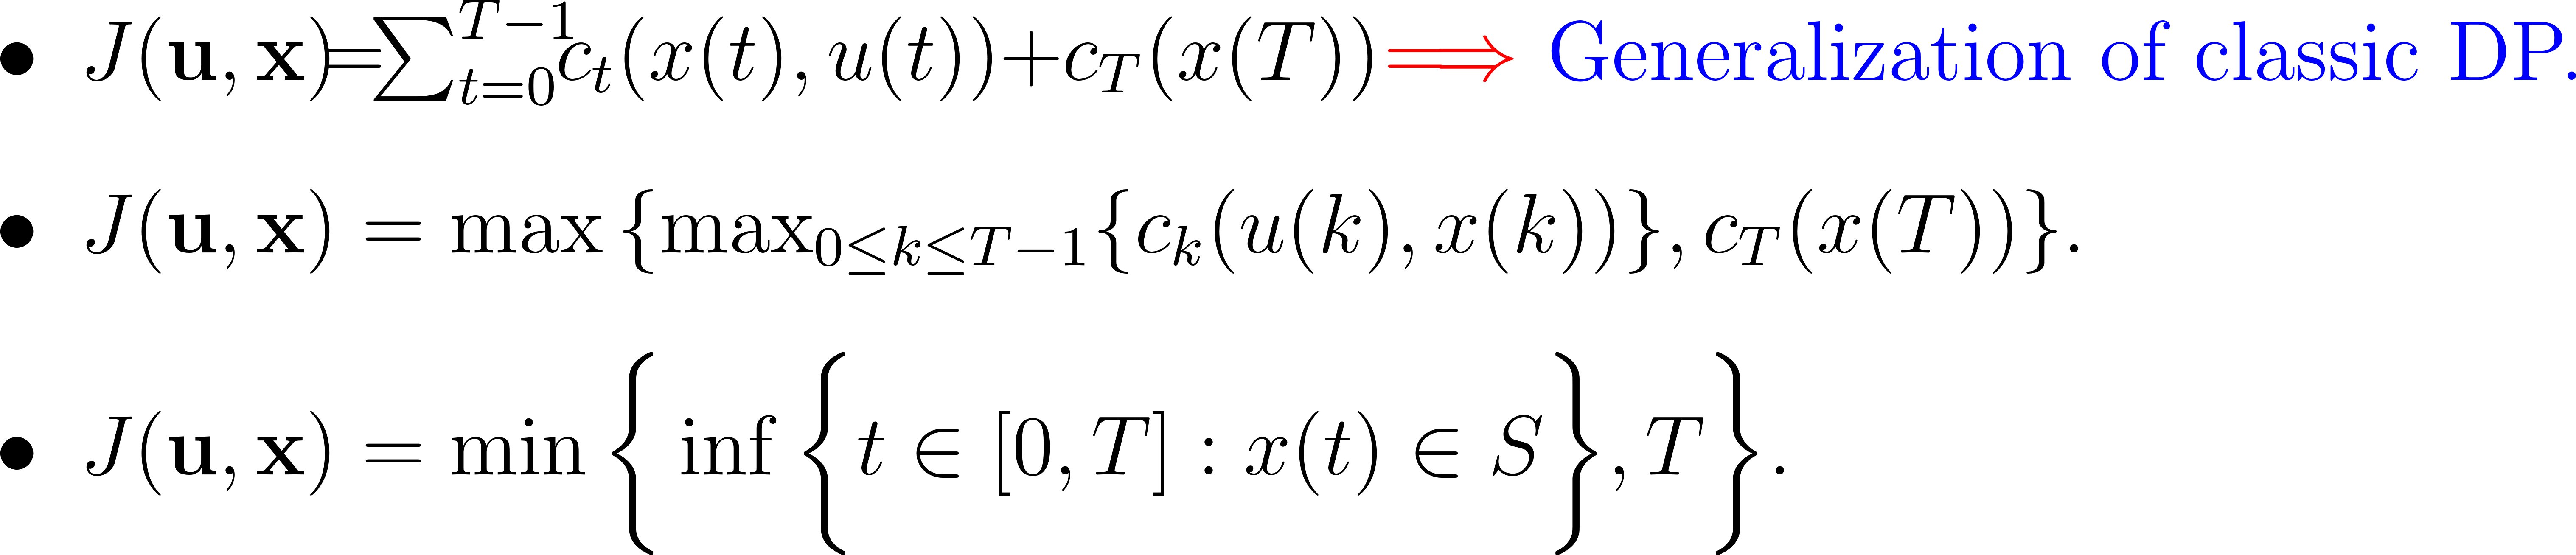 • J(𝐮, 𝐱)=∑_{t=0}^{T−1}c_t(x(t), u(t))+c_T(x(T))⟹ Generalization of classic DP.
• J(𝐮, 𝐱) = max {max_{0≤k≤T−1}{c_k(u(k), x(k))}, c_T(x(T))}.
• J(𝐮, 𝐱) = min { inf {t ∈ [0, T] : x(t) ∈ S}, T}.